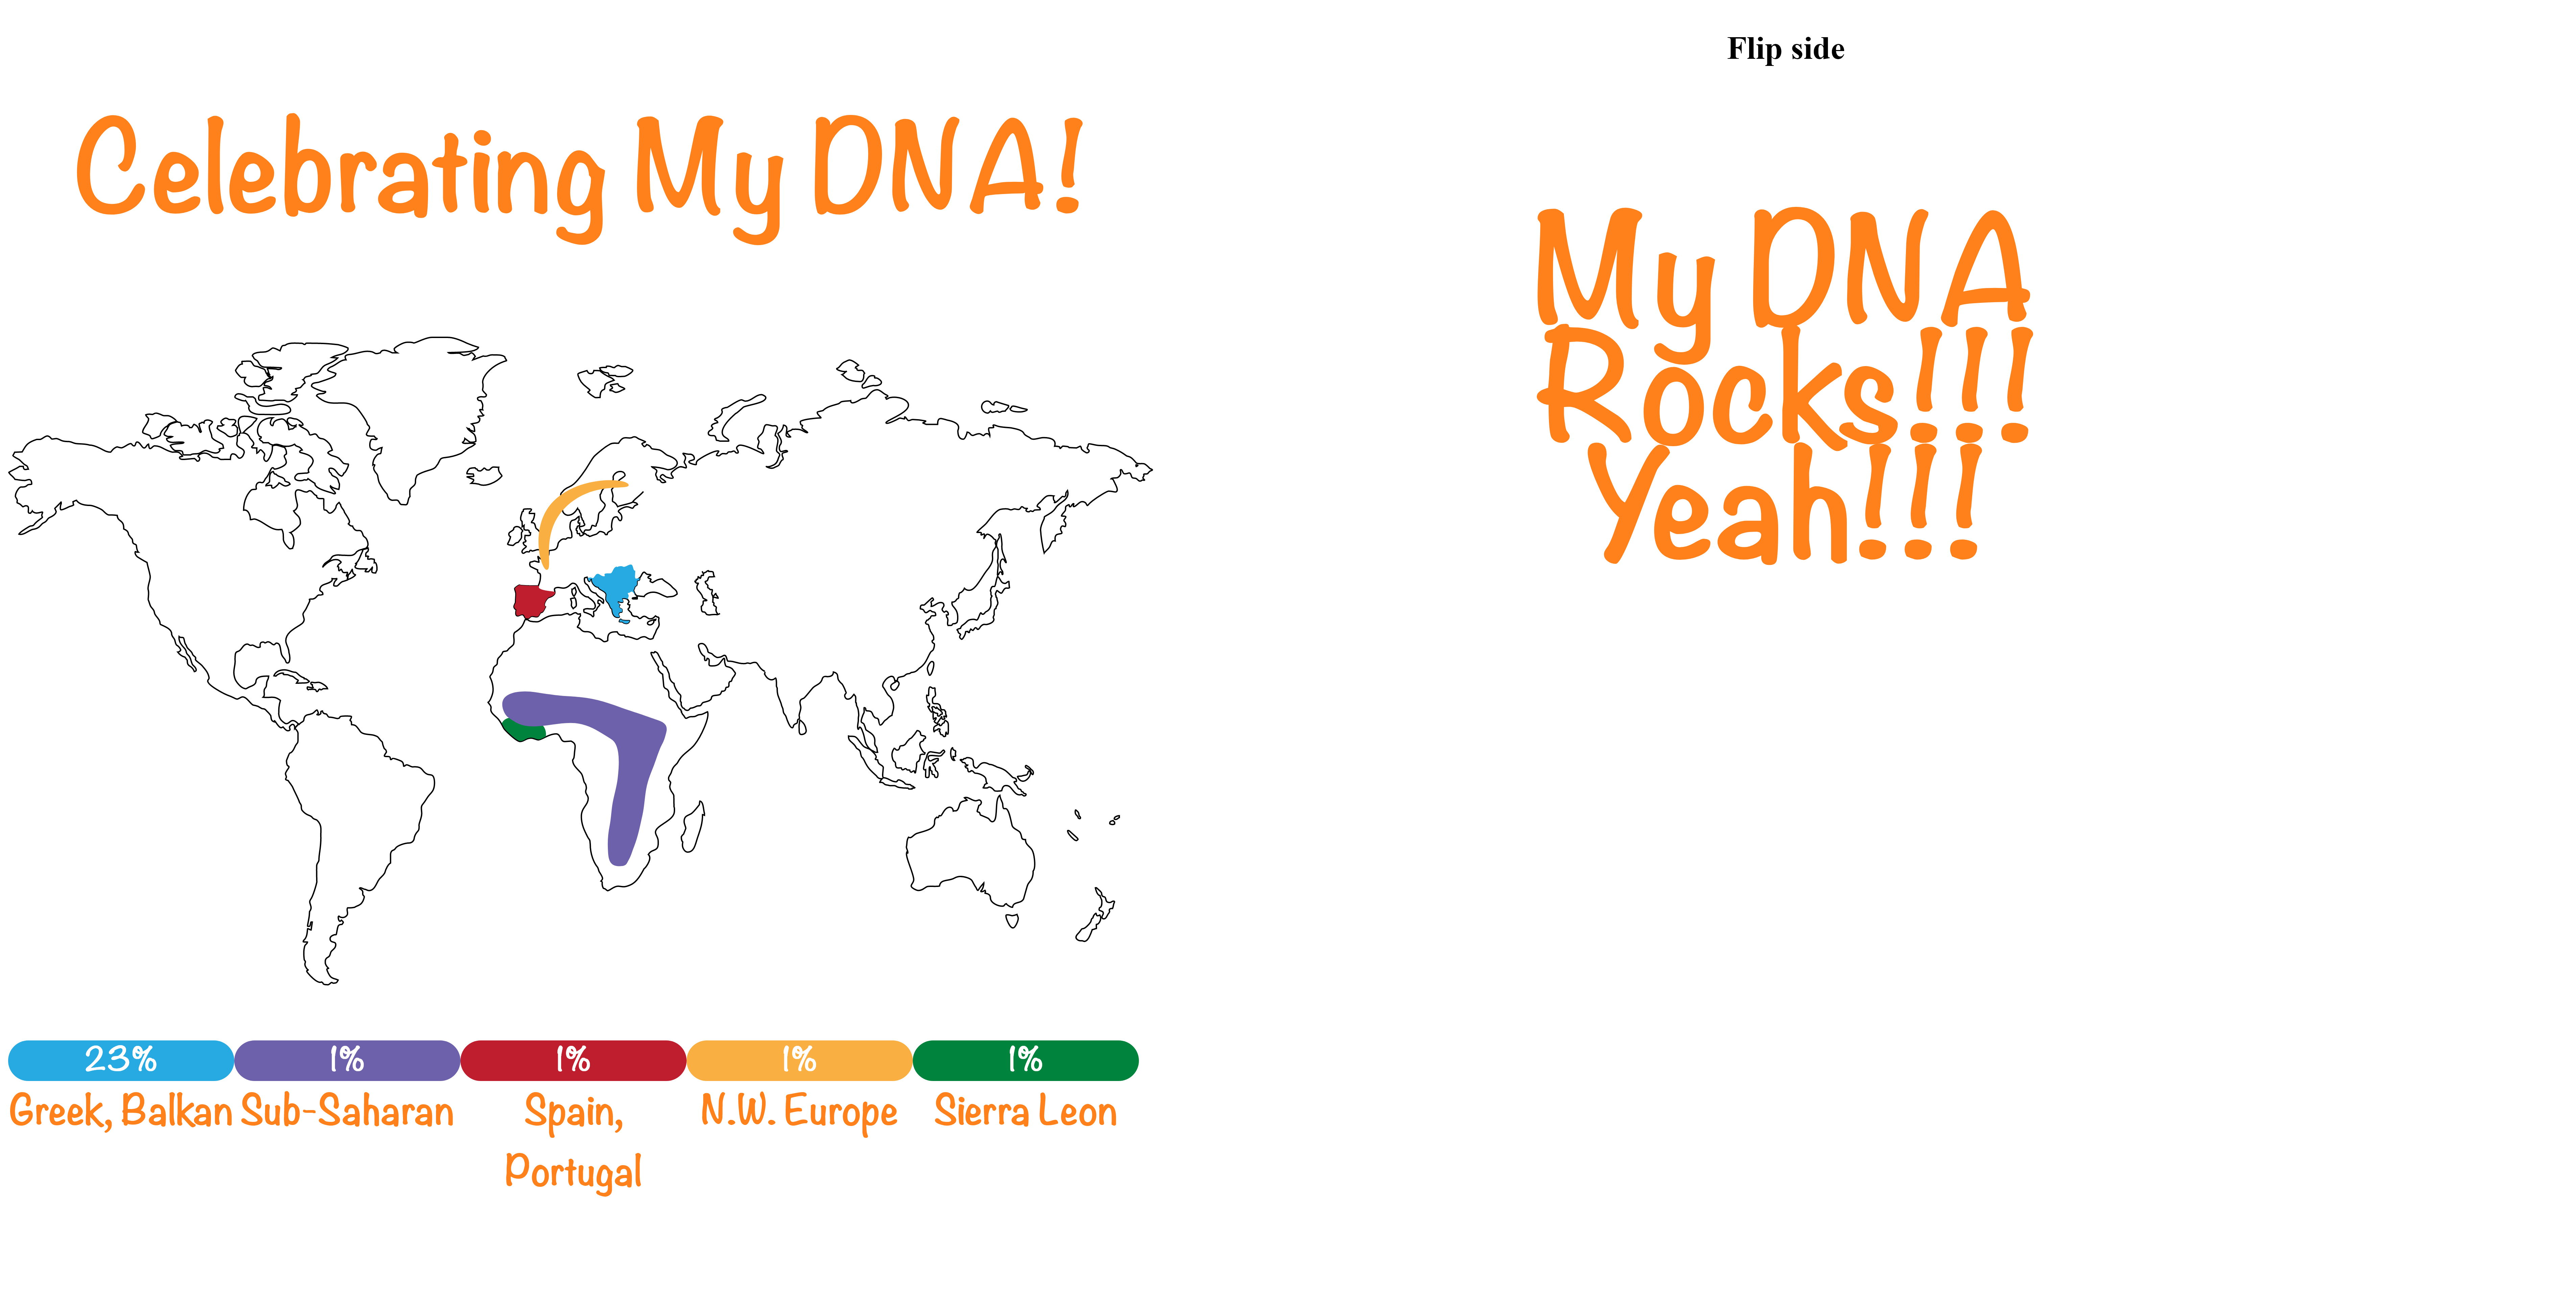 Flip side
Celebrating My DNA!
My DNA
Rocks!!!
Yeah!!!
23% 1% 1% 1% 1%
Greek, Balkan Sub-Saharan Spain, N.W. Europe Sierra Leon
Portugal